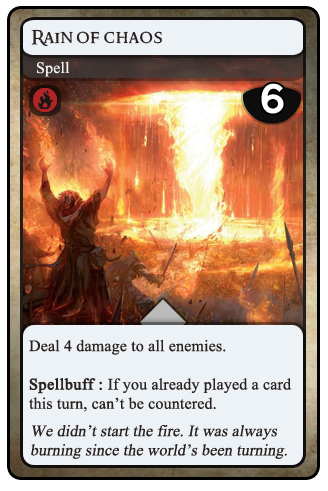 Rain of chaos
Spell
6
Deal 4 damage to all enemies.
Spellbuff : If you already played a card
this turn, can't be countered.
We didn't start the fire. It was always
burning since the world's been turning.